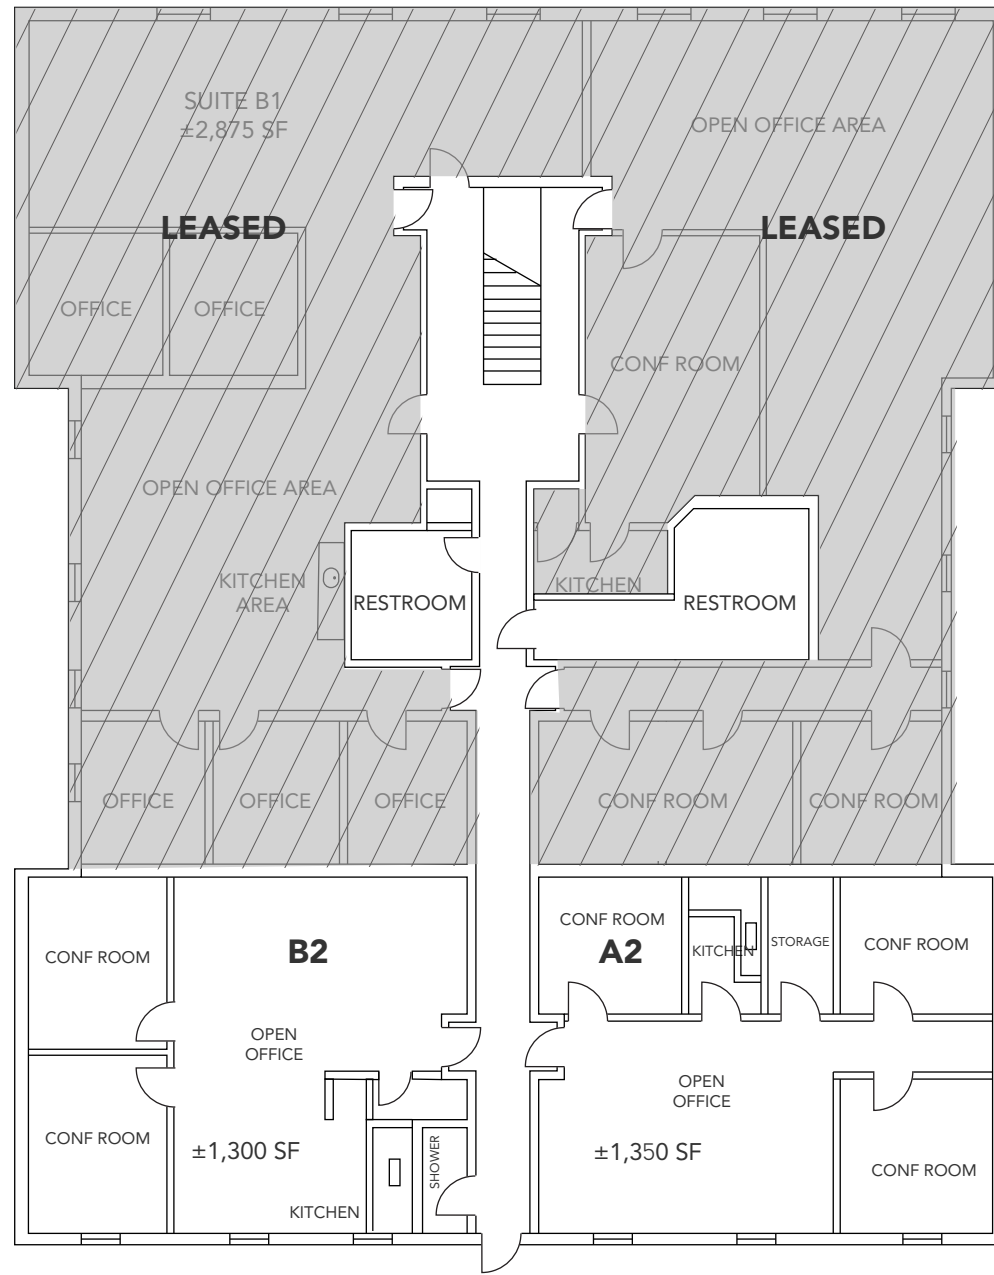 SUITE B1
±2,875 SF
OPEN OFFICE AREA
LEASED
LEASED
OFFICE
OFFICE
CONF ROOM
OPEN OFFICE AREA
KITCHEN
AREA
RESTROOM
KITCHEN
RESTROOM
OFFICE
OFFICE
OFFICE
CONF ROOM
CONF ROOM
CONF ROOM
B2
OPEN
OFFICE
CONF ROOM
±1,300 SF
KITCHEN
SHOWER
CONF ROOM
A2
KITCHEN
STORAGE
CONF ROOM
OPEN
OFFICE
±1,350 SF
CONF ROOM